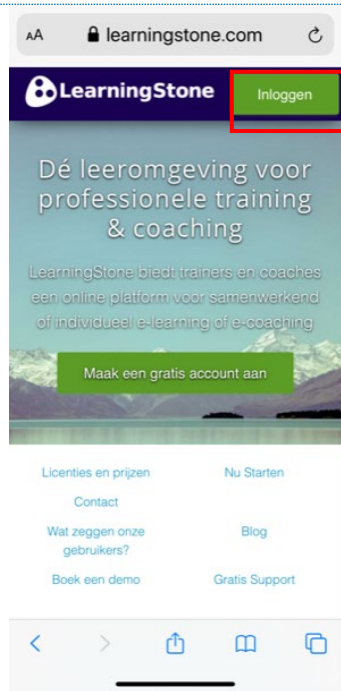 AA learningstone.com
LearningStone Inloggen
Dé leeromgeving voor
professionele training
& coaching
LearningStone biedt trainers en coaches
een online platform voor samenwerkend
of individueel e-learning of e-coaching
Maak een gratis account aan
Licenties en prijzen Nu Starten
Contact
Wat zeggen onze Blog
gebruikers?
Boek een demo Gratis Support